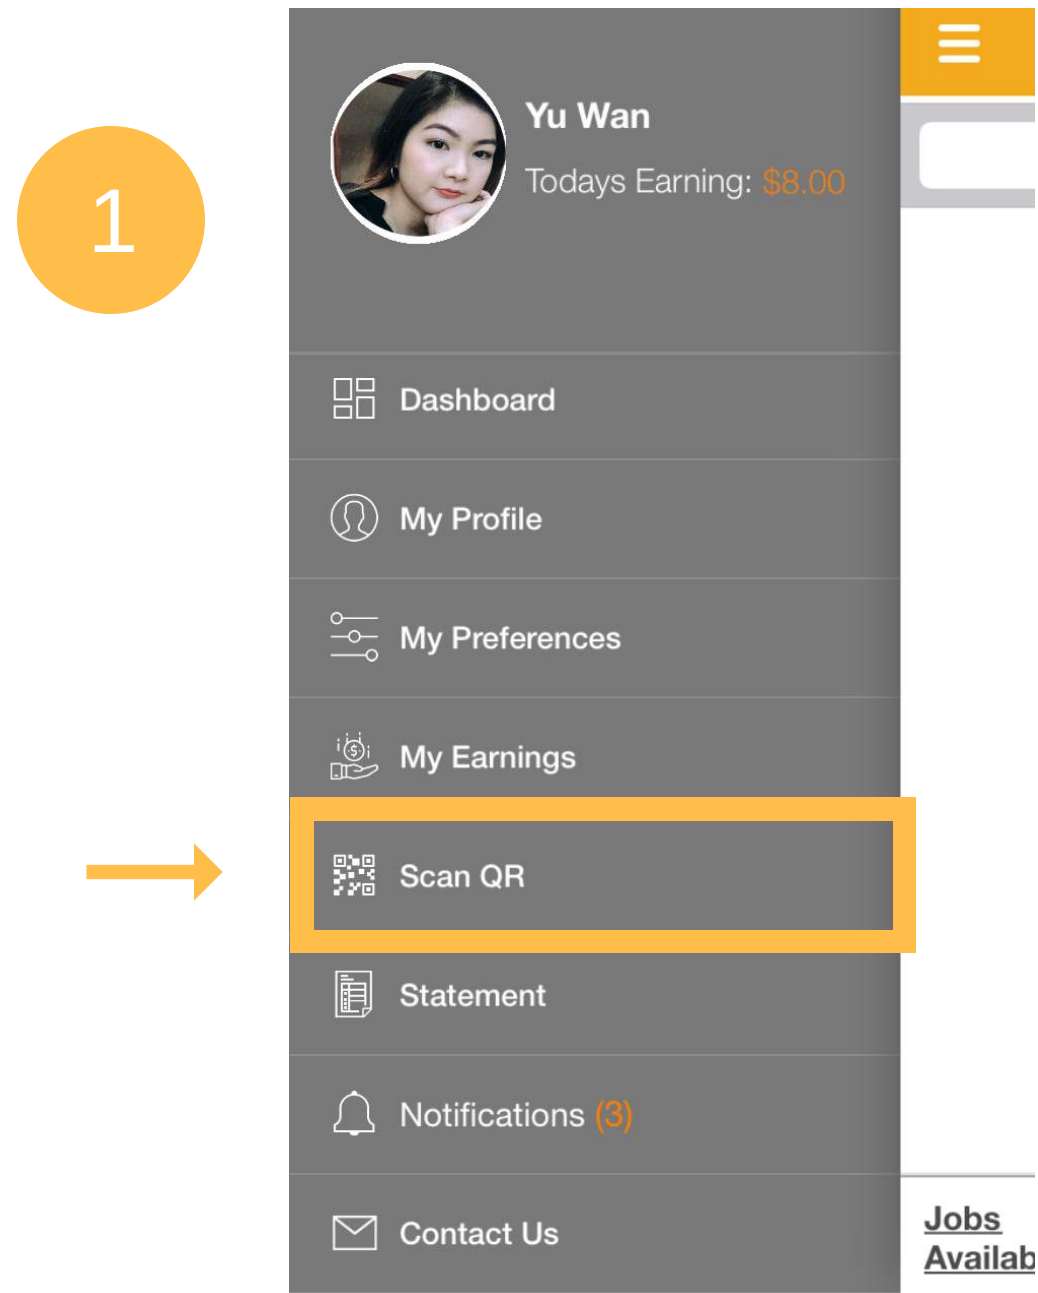 1
Yu Wan
Todays Earning: $8.00
Dashboard
My Profile
My Preferences
My Earnings
Scan QR
Statement
Notifications (3)
Contact Us
Jobs
Availab